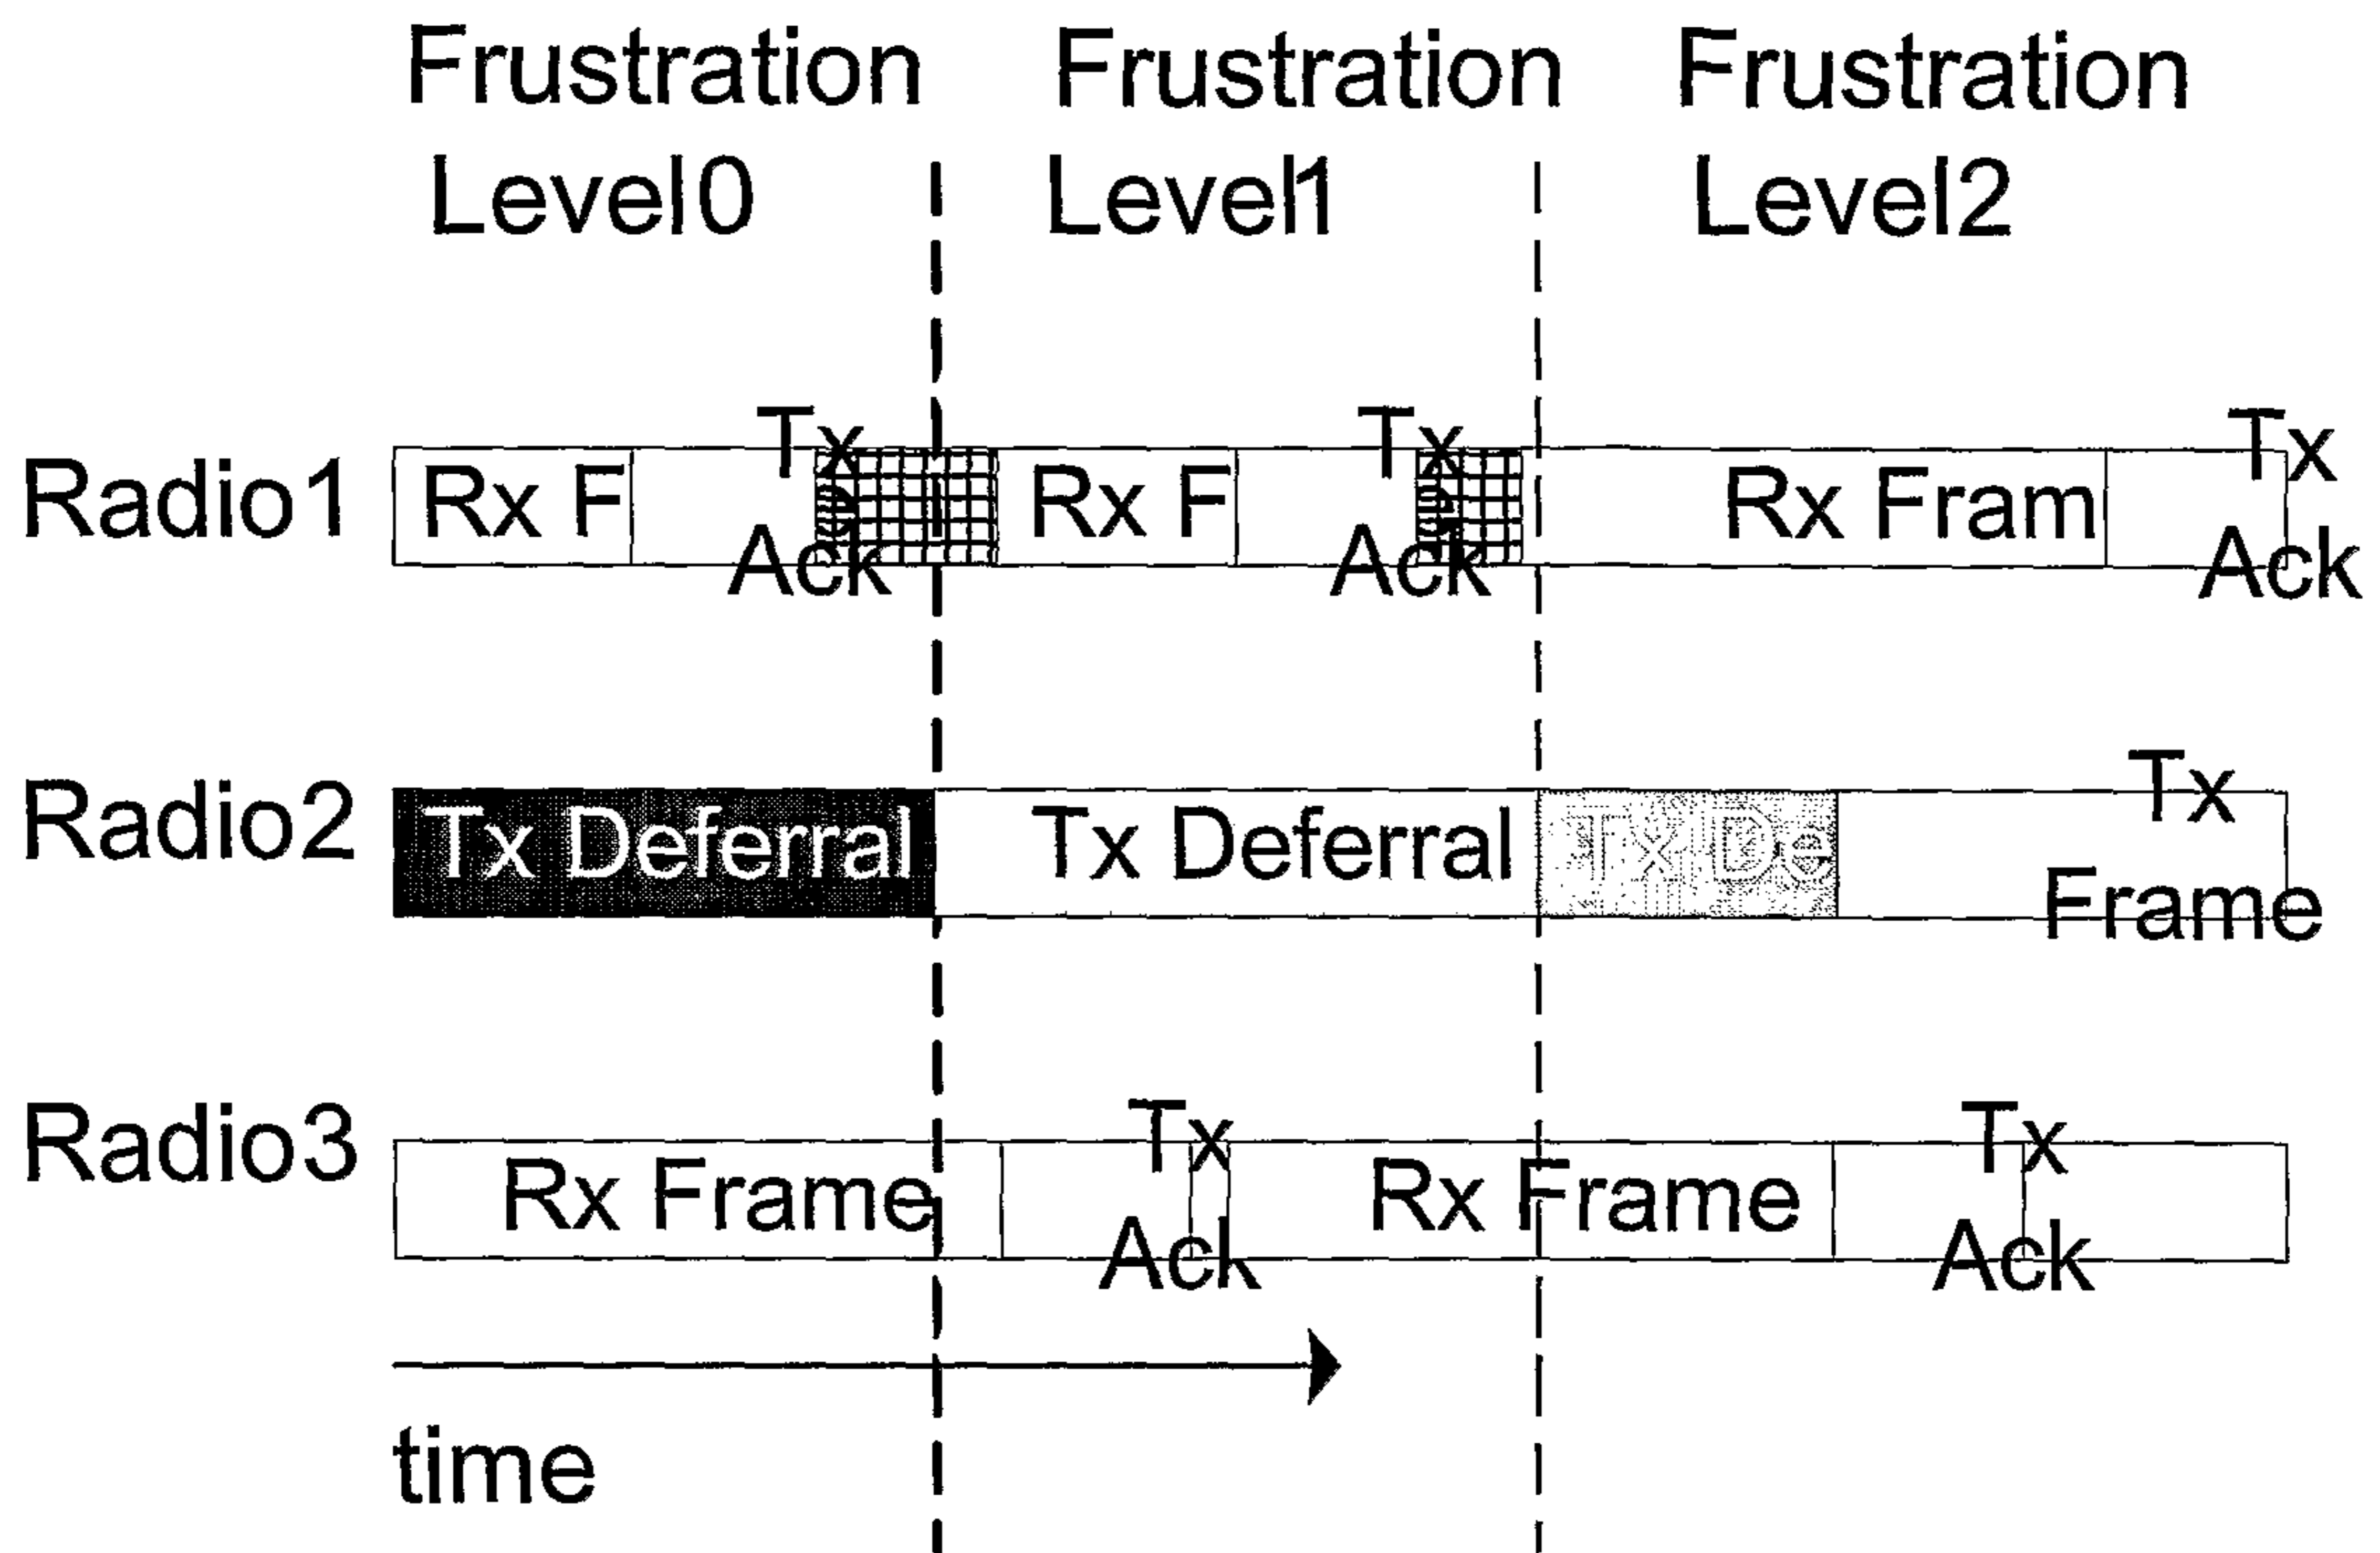 Frustration Level0
Frustration Level1
Frustration Level2
Radio1
Rx F
Tx Ack
Rx F
Tx Ack
Rx Fram
Tx Ack
Radio2
Tx Deferral
Tx Deferral
Tx De
Tx Frame
Radio3
Rx Frame
Tx Ack
Rx Frame
Tx Ack
time